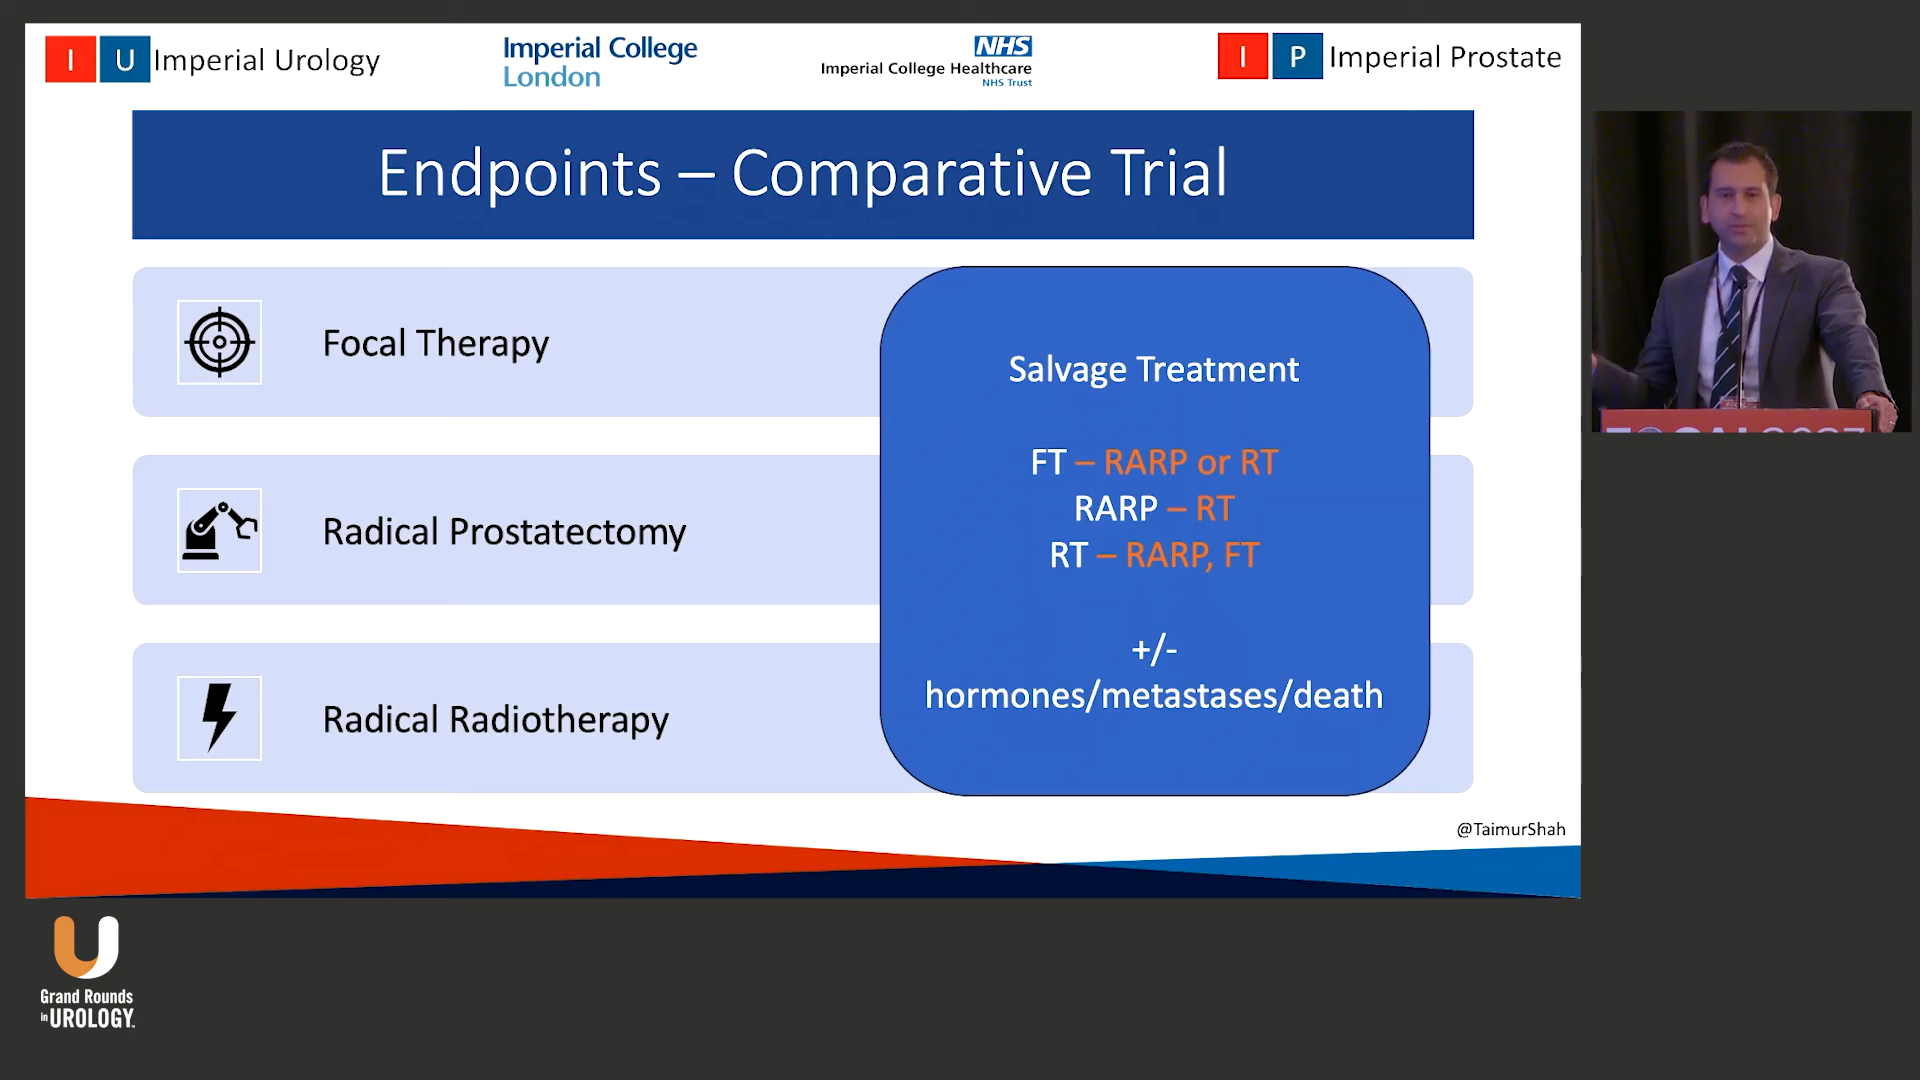 I U Imperial Urology
Imperial College
London
NHS
Imperial College Healthcare
NHS Trust
I P Imperial Prostate
Endpoints – Comparative Trial
Focal Therapy
Radical Prostatectomy
Radical Radiotherapy
Salvage Treatment
FT – RARP or RT
RARP – RT
RT – RARP, FT
+/-
hormones/metastases/death
@TaimurShah
U
Grand Rounds
in UROLOGY